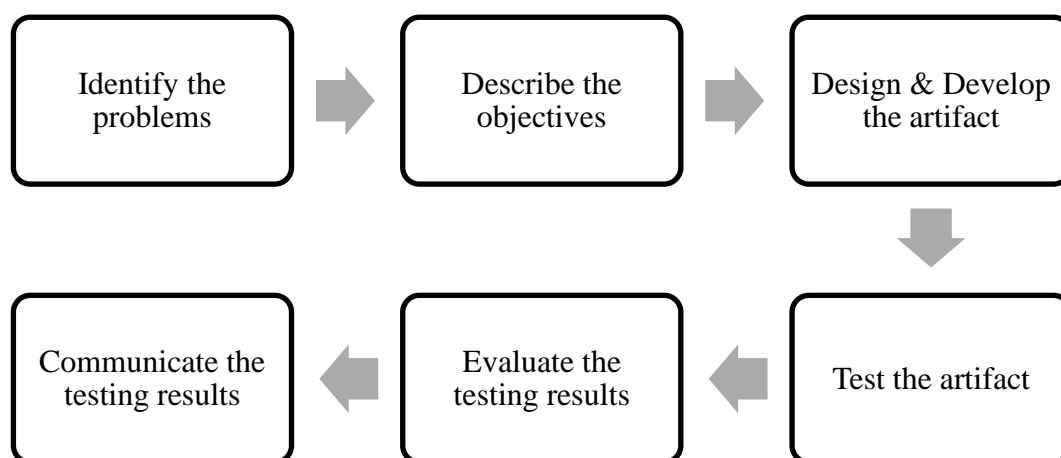 Identify the
problems
Describe the
objectives
Design & Develop
the artifact
Test the artifact
Evaluate the
testing results
Communicate the
testing results